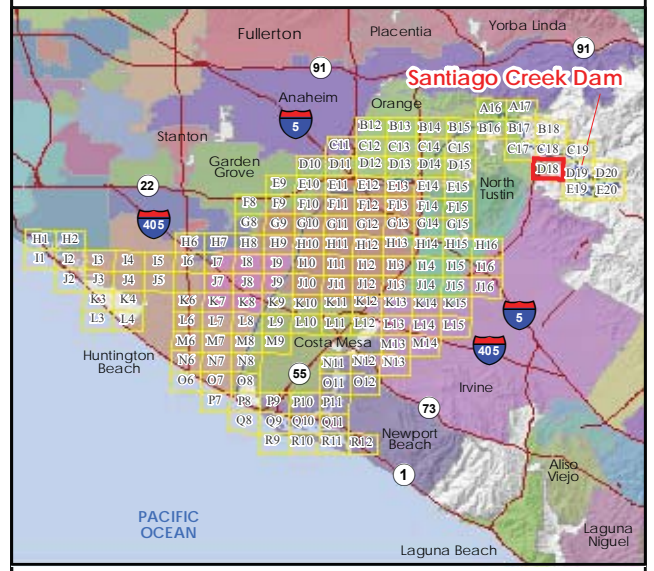 Yorba Linda
Fullerton Placentia
91 91
Santiago Creek Dam
Anaheim
Orange A16 A17
5
B12 B13 B14 B15 B16 B17 B18
Stanton
C11 C12 C13 C14 C15 C17 C18 C19
Garden
Grove
D10 D11 D12 D13 D14 D15 D18 D19 D20
North
Tustin
22
E9 E10 E11 E12 E13 E14 E15 E19 E20
F8 F9 F10 F11 F12 F13 F14 F15
405
G8 G9 G10 G11 G12 G13 G14 G15
H1 H2 H6 H7 H8 H9 H10 H11 H12 H13 H14 H15 H16
I1 I2 I3 I4 I5 I6 I7 I8 I9 I10 I11 I12 I13 I14 I15 I16
J2 J3 J4 J5 J7 J8 J9 J10 J11 J12 J13 J14 J15 J16
K3 K4 K6 K7 K8 K9 K10 K11 K12 K13 K14 K15
5
L3 L4 L6 L7 L8 L9 L10 L11 L12 L13 L14 L15
M6 M7 M8 M9 Costa Mesa M13 M14
405
Huntington
Beach
N6 N7 N8 N11 N12 N13
55
O6 O7 O8 O11 O12
Irvine
P7 P8 P9 P10 P11
73
Q8 Q9 Q10 Q11
Newport
Beach
R9 R10 R11 R12
1
Aliso
Viejo
PACIFIC
OCEAN
Laguna
Niguel
Laguna Beach